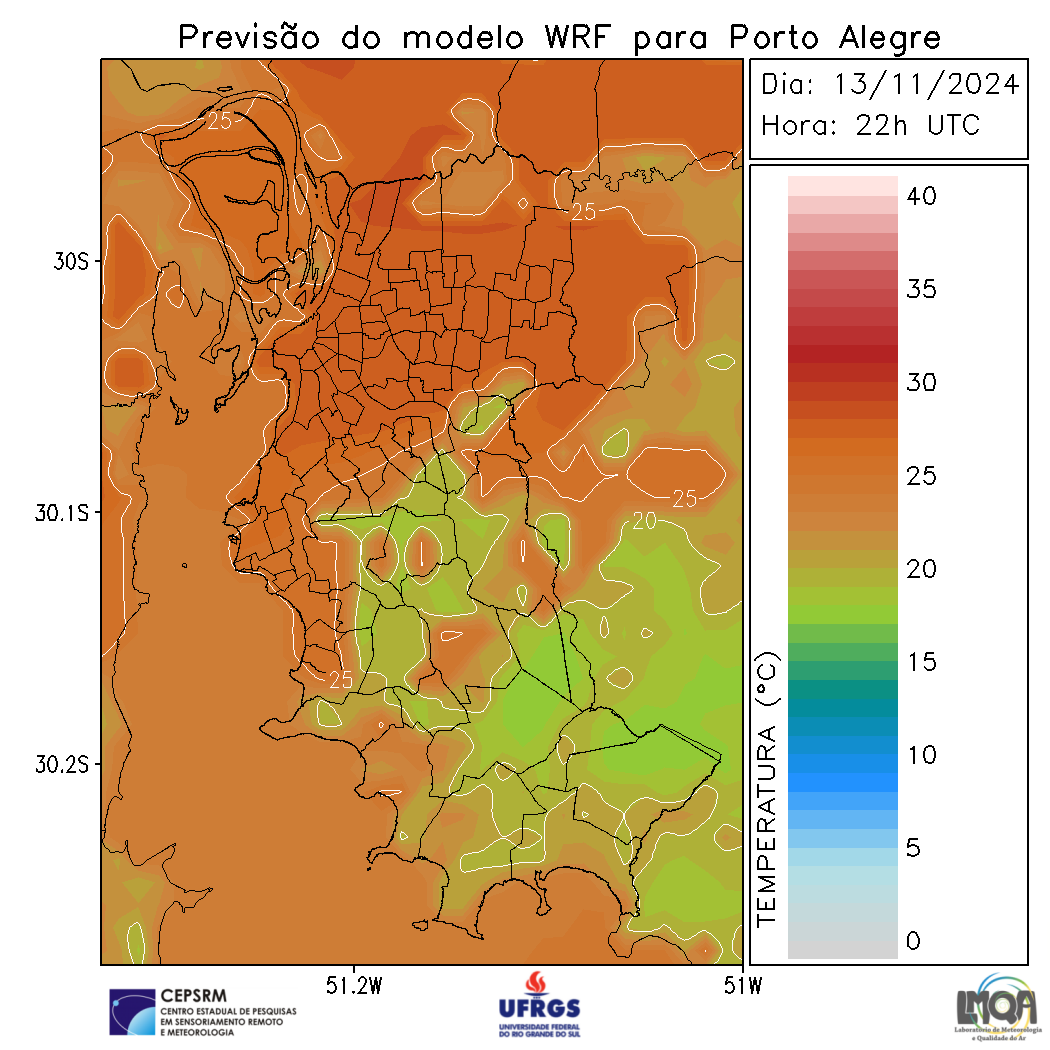 Previsão do modelo WRF para Porto Alegre
Dia: 13/11/2024
Hora: 22h UTC
25
25
25
20
25
30S
30.1S
30.2S
51.2W
51W
40
35
30
25
20
15
10
5
0
TEMPERATURA (°C)
CEPSRM
CENTRO ESTADUAL DE PESQUISAS
EM SENSORIAMENTO REMOTO
E METEOROLOGIA
UFRGS
UNIVERSIDADE FEDERAL
DO RIO GRANDE DO SUL
LMQA
Laboratório de Meteorologia
e Qualidade do Ar